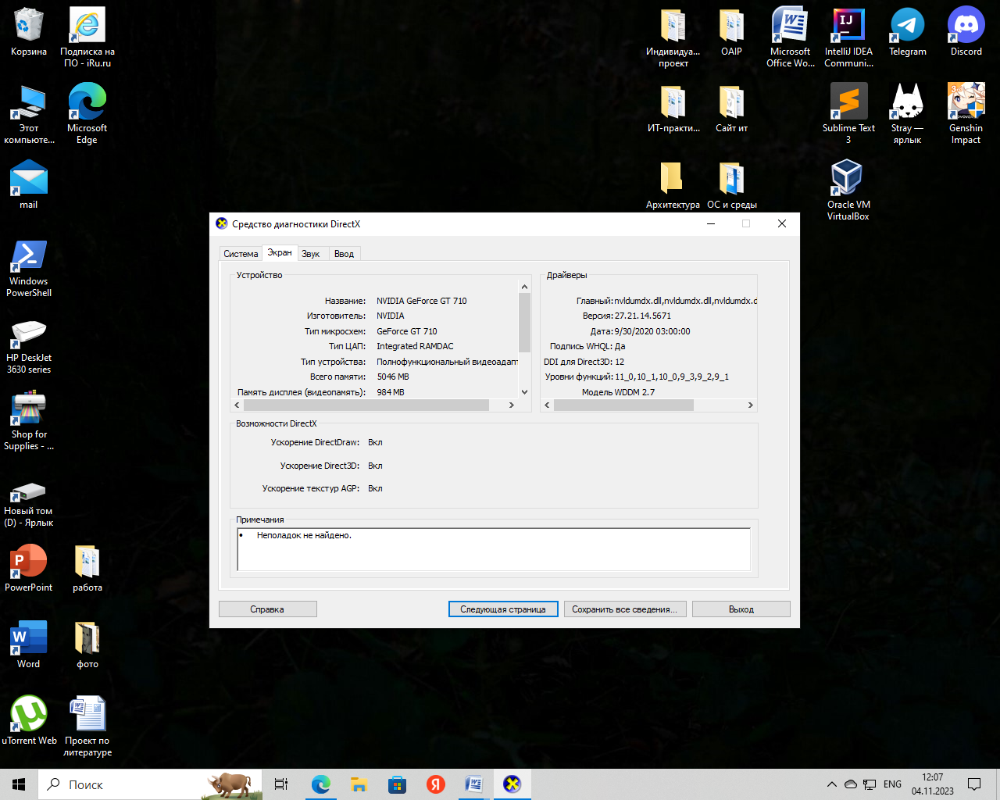 Корзина
Подписка на
ПО - iRu.ru
Индивидуа...
проект
OAIP
Microsoft
Office Wo...
IntelliJ IDEA
Communi...
Telegram
Discord
Этот
компьюте...
Microsoft
Edge
ИТ-практи...
Сайт ит
Sublime Text
3
Stray —
ярлык
Genshin
Impact
mail
Архитектура
ОС и среды
Oracle VM
VirtualBox
Windows
PowerShell
HP DeskJet
3630 series
Shop for
Supplies - ...
Новый том
(D) - Ярлык
PowerPoint
работа
Word
фото
uTorrent Web
Проект по
литературе
Средство диагностики DirectX
Система
Экран
Звук
Ввод
Устройство
Название: NVIDIA GeForce GT 710
Изготовитель: NVIDIA
Тип микросхем: GeForce GT 710
Тип ЦАП: Integrated RAMDAC
Тип устройства: Полнофункциональный видеоадапт
Всего памяти: 5046 MB
Память дисплея (видеопамять): 984 MB
Драйверы
Главный: nvldumdx.dll,nvldumdx.dll,nvldumdx.d
Версия: 27.21.14.5671
Дата: 9/30/2020 03:00:00
Подпись WHQL: Да
DDI для Direct3D: 12
Уровни функций: 11_0,10_1,10_0,9_3,9_2,9_1
Модель WDDM 2.7
Возможности DirectX
Ускорение DirectDraw: Вкл
Ускорение Direct3D: Вкл
Ускорение текстур AGP: Вкл
Примечания
• Неполадок не найдено.
Справка
Следующая страница
Сохранить все сведения...
Выход
Поиск
ENG
12:07
04.11.2023